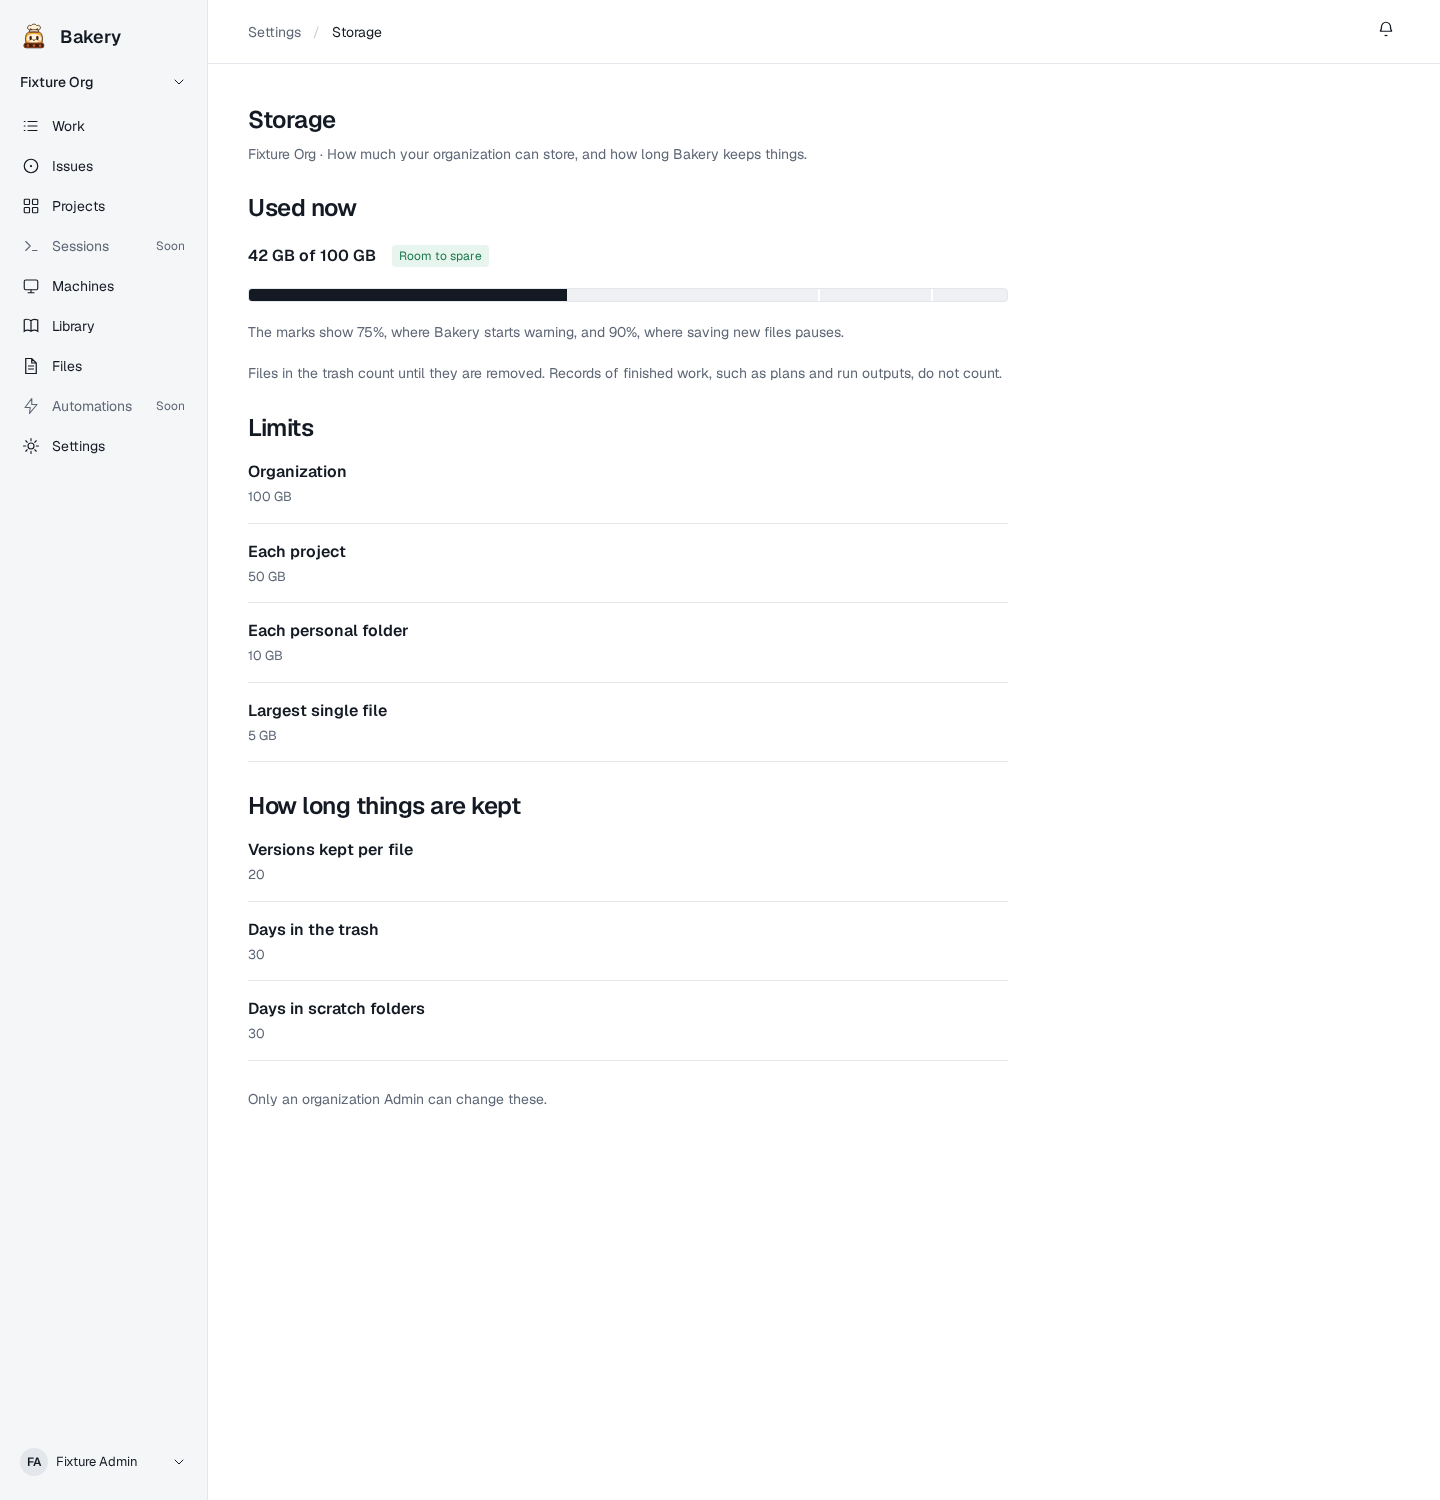 Bakery
Fixture Org
Work
Issues
Projects
Sessions Soon
Machines
Library
Files
Automations Soon
Settings
FA Fixture Admin
Settings / Storage
Storage
Fixture Org · How much your organization can store, and how long Bakery keeps things.
Used now
42 GB of 100 GB Room to spare
The marks show 75%, where Bakery starts warning, and 90%, where saving new files pauses.
Files in the trash count until they are removed. Records of finished work, such as plans and run outputs, do not count.
Limits
Organization
100 GB
Each project
50 GB
Each personal folder
10 GB
Largest single file
5 GB
How long things are kept
Versions kept per file
20
Days in the trash
30
Days in scratch folders
30
Only an organization Admin can change these.